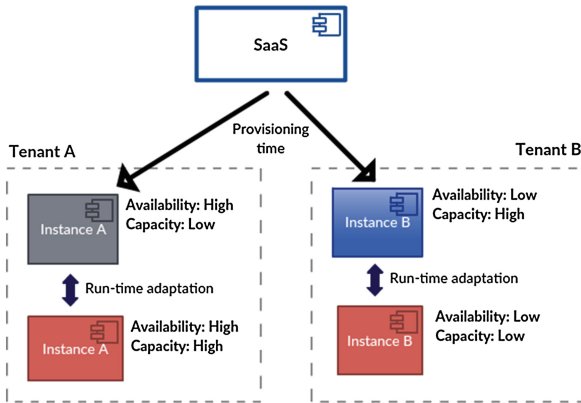 SaaS
Provisioning
time
Tenant A
Tenant B
Instance A
Availability: High
Capacity: Low
Run-time adaptation
Instance A
Availability: High
Capacity: High
Instance B
Availability: Low
Capacity: High
Run-time adaptation
Instance B
Availability: Low
Capacity: Low